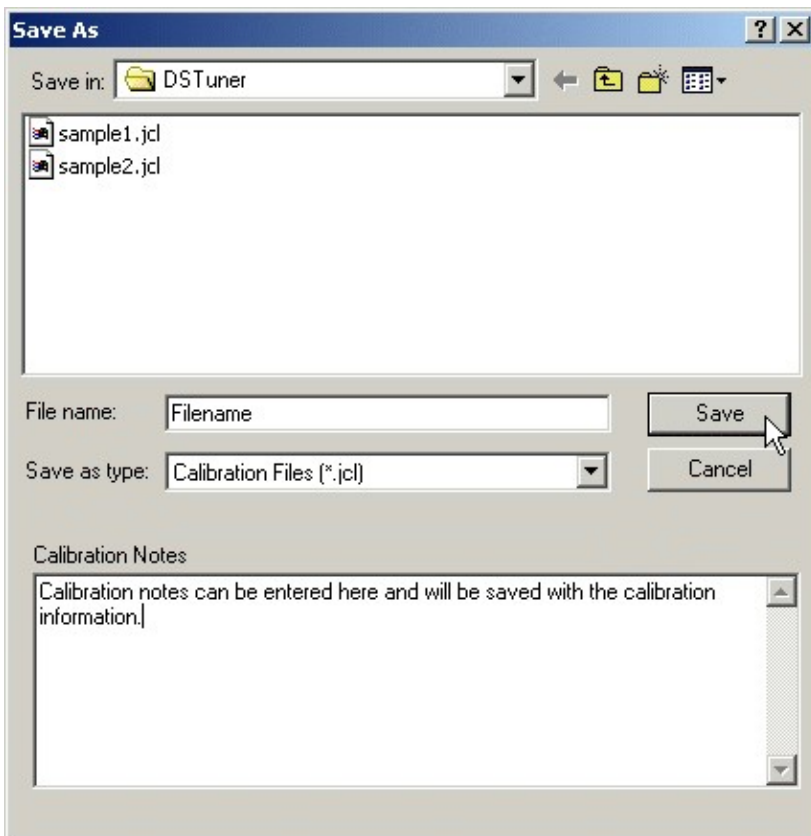 Save As
Save in: DSTuner
sample1.jcl
sample2.jcl
File name: Filename Save
Save as type: Calibration Files (*.jcl) Cancel
Calibration Notes
Calibration notes can be entered here and will be saved with the calibration
information.